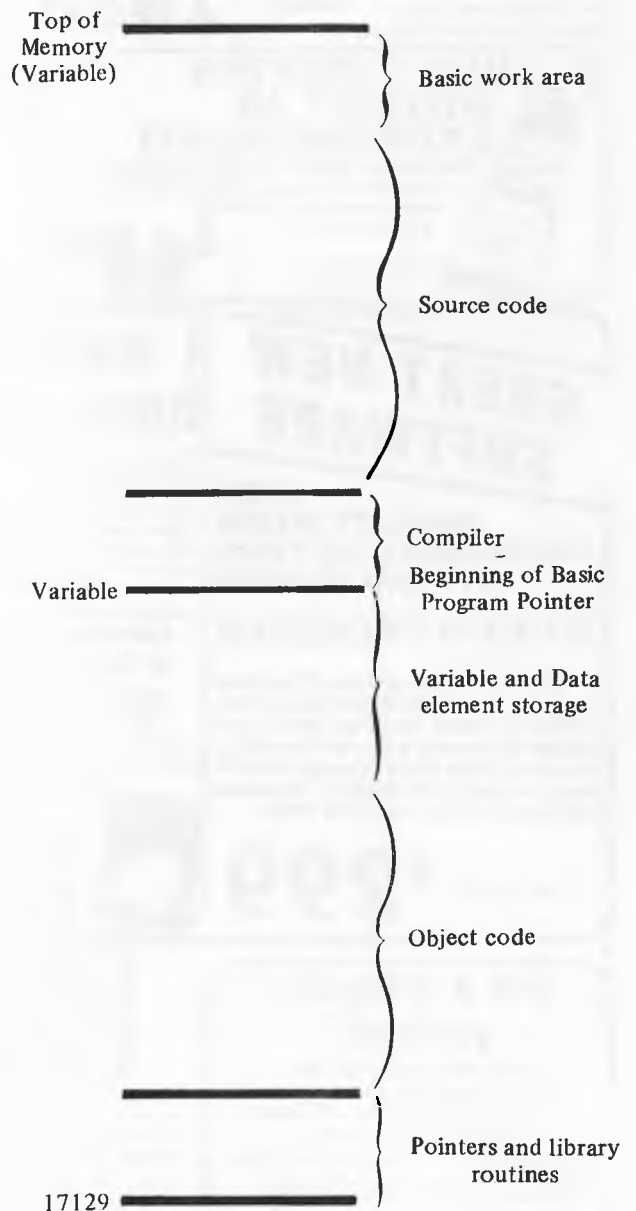 Top of
Memory
(Variable)
Basic work area
Source code
Compiler
Beginning of Basic
Program Pointer
Variable
Variable and Data
element storage
Object code
Pointers and library
routines
17129